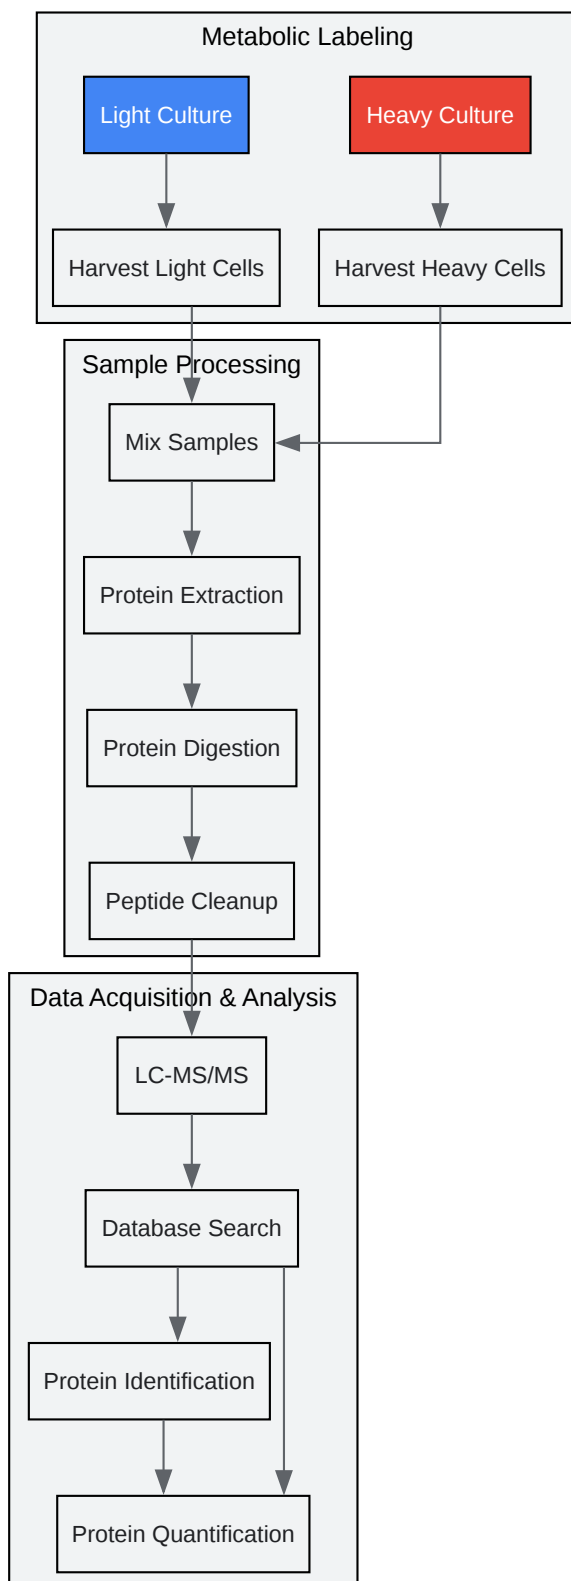 Metabolic Labeling
Light Culture
Heavy Culture
Harvest Light Cells
Harvest Heavy Cells
Sample Processing
Mix Samples
Protein Extraction
Protein Digestion
Peptide Cleanup
Data Acquisition & Analysis
LC-MS/MS
Database Search
Protein Identification
Protein Quantification